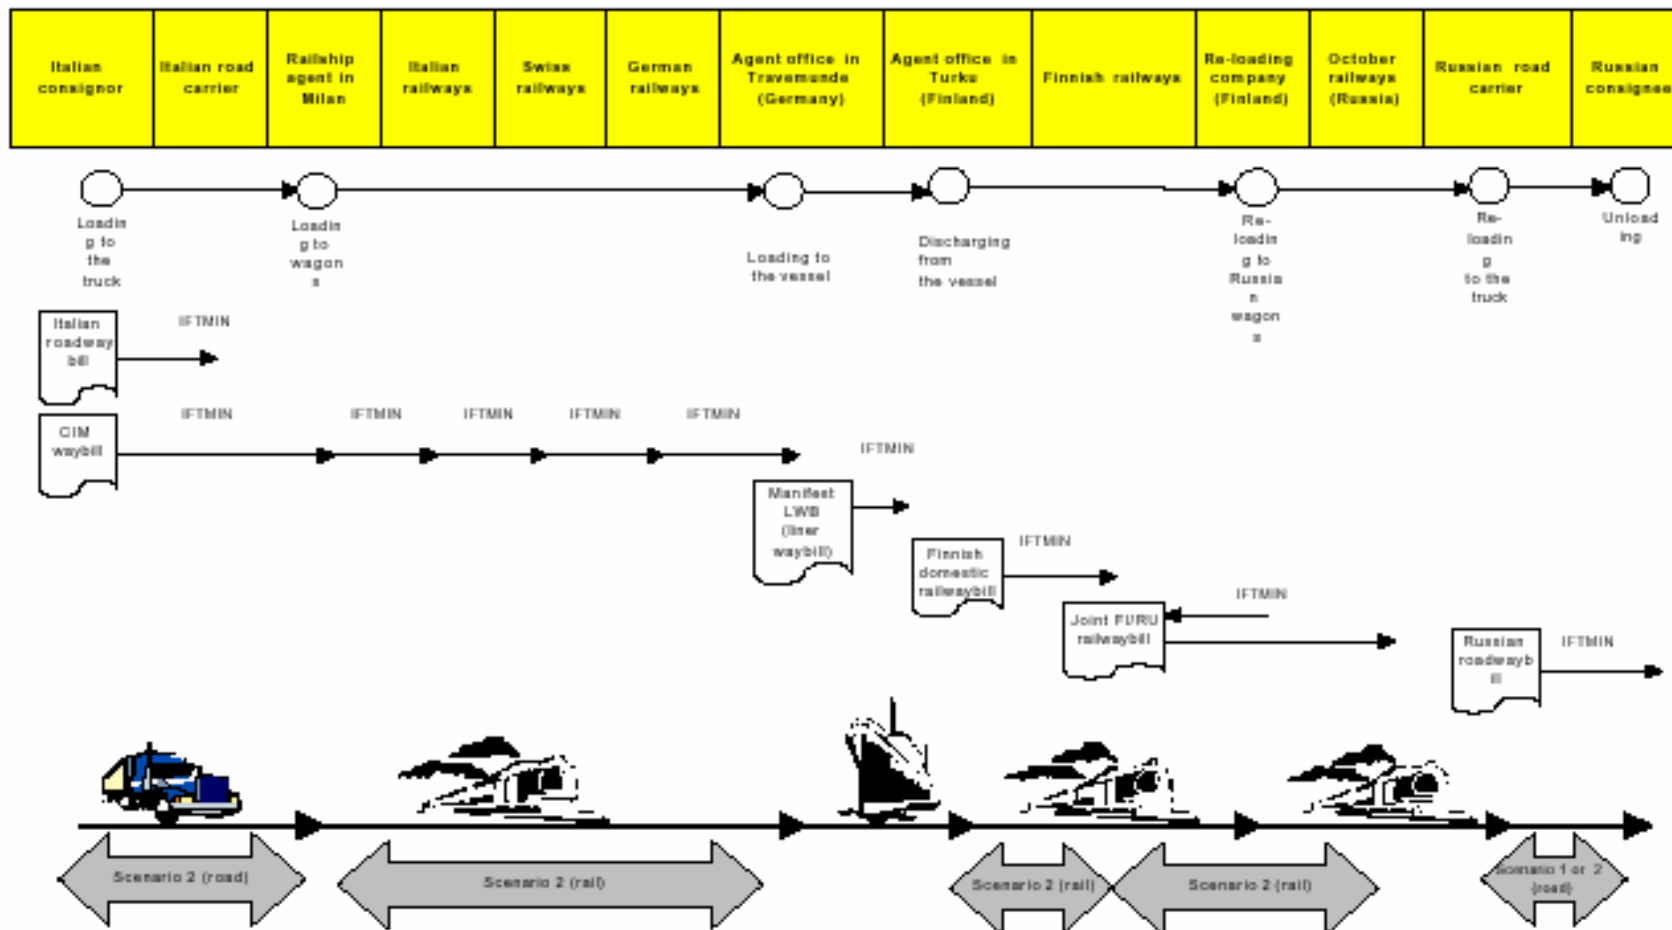 Italian
consignor
Italian road
carrier
Railship
agent in
Milan
Italian
railways
Swiss
railways
German
railways
Agent office in
Travemunde
(Germany)
Agent office in
Turku
(Finland)
Finnish railways
Re-loading
company
(Finland)
October
railways
(Russia)
Russian road
carrier
Russian
consignee
Loadin
g to
the
truck
Loadin
g to
wagon
s
Loading to
the vessel
Discharging
from
the vessel
Re-
loadin
g to
Russia
n
wagon
s
Re-
loadin
g
to the
truck
Unload
ing
Italian
roadway
bill
IFTMIN
CIM
waybill
IFTMIN
IFTMIN
IFTMIN
IFTMIN
IFTMIN
IFTMIN
Manifest
LWB
(liner
waybill)
Finnish
domestic
railwaybill
IFTMIN
Joint FI/RU
railwaybill
IFTMIN
Russian
roadwayb
ill
IFTMIN
Scenario 2 (road)
Scenario 2 (rail)
Scenario 2 (rail)
Scenario 2 (rail)
Scenario 1 or 2
(road)